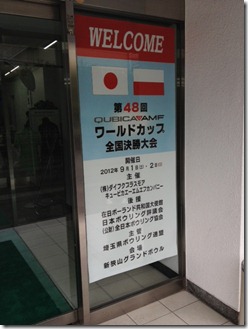 WELCOME
第48回
QUBICAAMF
ワールドカップ
全国決勝大会
開催日
2012年9月1日(土)・2日(日)
主催
(株)ダイフクプラスモア
キュービカエーエムエフカンパニー
後援
在日ポーランド共和国大使館
日本ボウリング評議会
(公財)全日本ボウリング協会
主管
埼玉県ボウリング連盟
会場
新狭山グランドボウル